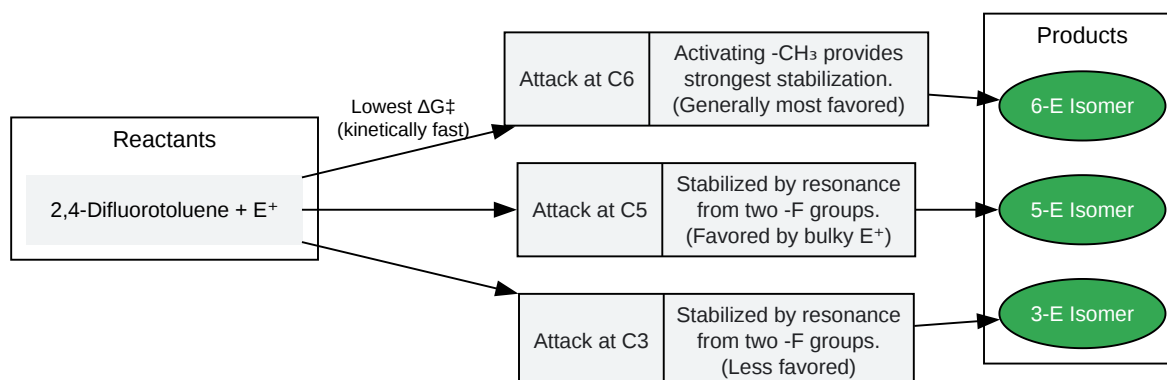 Reactants
2,4-Difluorotoluene + E⁺
Lowest ΔG‡
(kinetically fast)
Attack at C6
Activating -CH₃ provides
strongest stabilization.
(Generally most favored)
Attack at C5
Stabilized by resonance
from two -F groups.
(Favored by bulky E⁺)
Attack at C3
Stabilized by resonance
from two -F groups.
(Less favored)
Products
6-E Isomer
5-E Isomer
3-E Isomer